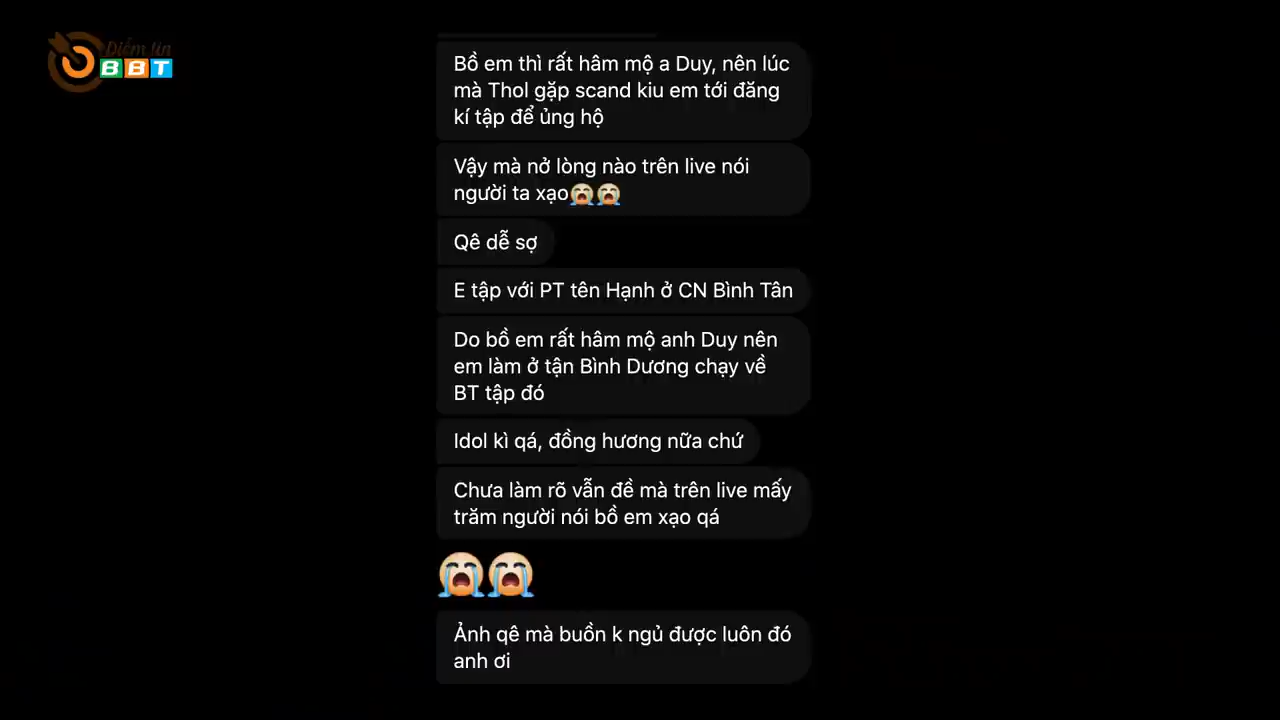 Điểm tin
BBT
Bồ em thì rất hâm mộ a Duy, nên lúc
mà Thol gặp scand kiu em tới đăng
kí tập để ủng hộ
Vậy mà nở lòng nào trên live nói
người ta xạo😭😭
Qê dễ sợ
E tập với PT tên Hạnh ở CN Bình Tân
Do bồ em rất hâm mộ anh Duy nên
em làm ở tận Bình Dương chạy về
BT tập đó
Idol kì qá, đồng hương nữa chứ
Chưa làm rõ vẫn đề mà trên live mấy
trăm người nói bồ em xạo qá
😭😭
Ảnh qê mà buồn k ngủ được luôn đó
anh ơi